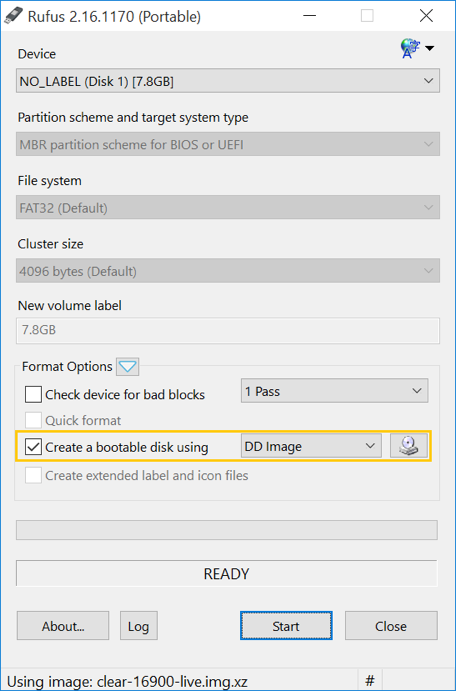 Rufus 2.16.1170 (Portable)
Device
NO_LABEL (Disk 1) [7.8GB]
Partition scheme and target system type
MBR partition scheme for BIOS or UEFI
File system
FAT32 (Default)
Cluster size
4096 bytes (Default)
New volume label
7.8GB
Format Options
Check device for bad blocks 1 Pass
Quick format
Create a bootable disk using DD Image
Create extended label and icon files
READY
About... Log Start Close
Using image: clear-16900-live.img.xz #